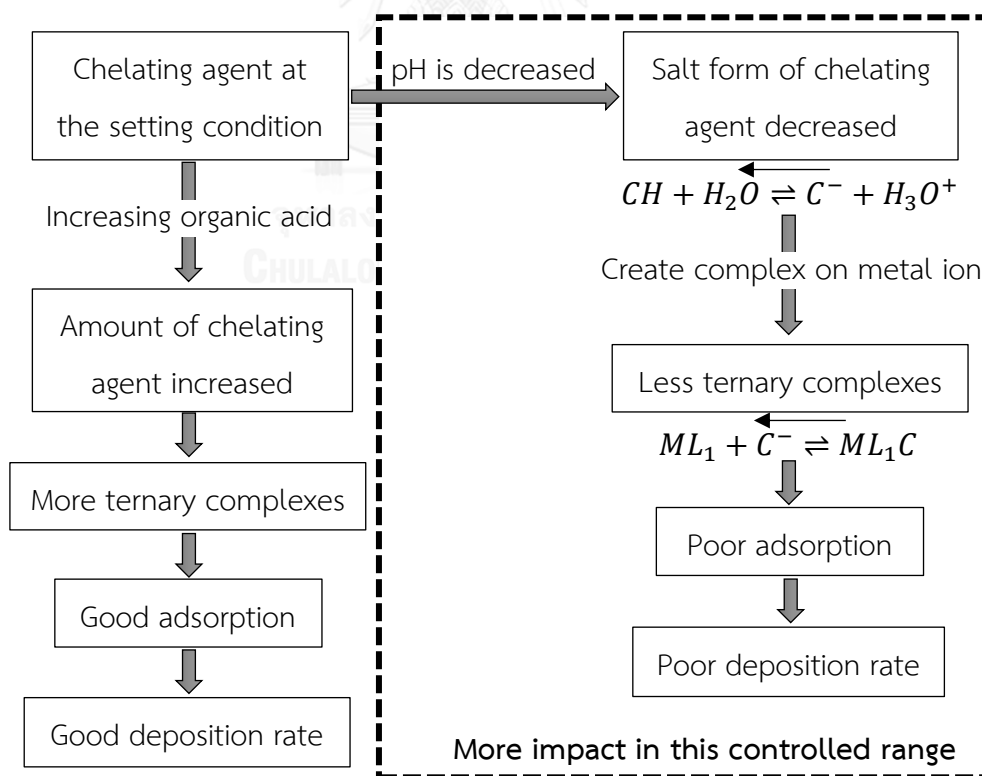 Chelating agent at
the setting condition
Increasing organic acid
Amount of chelating
agent increased
More ternary complexes
Good adsorption
Good deposition rate
pH is decreased
Salt form of chelating
agent decreased
CH + H₂O ⇌ C⁻ + H₃O⁺
Create complex on metal ion
Less ternary complexes
ML₁ + C⁻ ⇌ ML₁C
Poor adsorption
Poor deposition rate
More impact in this controlled range